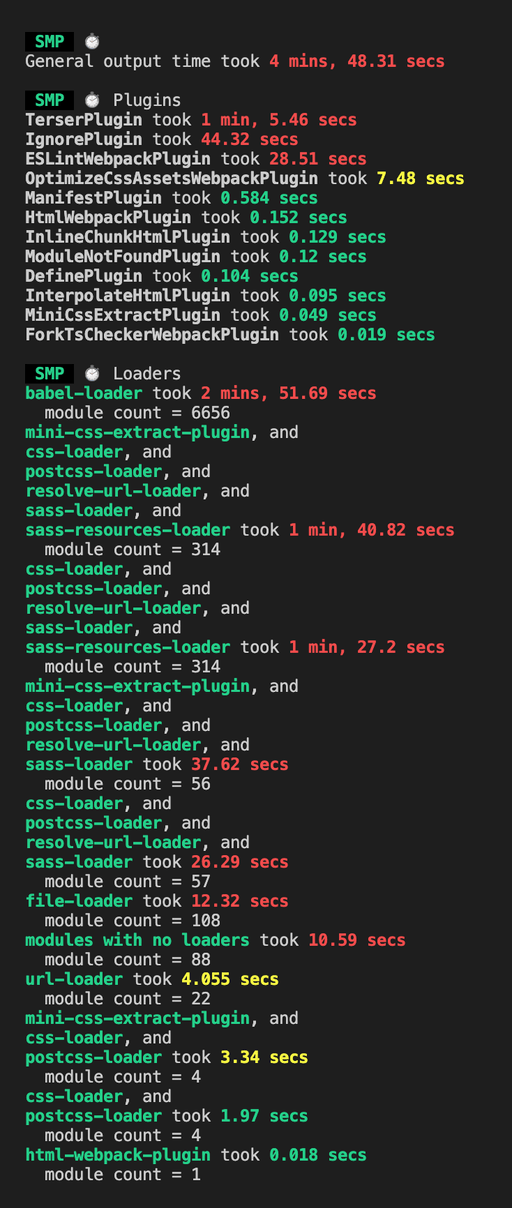 SMP ⏱
General output time took 4 mins, 48.31 secs
SMP ⏱ Plugins
TerserPlugin took 1 min, 5.46 secs
IgnorePlugin took 44.32 secs
ESLintWebpackPlugin took 28.51 secs
OptimizeCssAssetsWebpackPlugin took 7.48 secs
ManifestPlugin took 0.584 secs
HtmlWebpackPlugin took 0.152 secs
InlineChunkHtmlPlugin took 0.129 secs
ModuleNotFoundPlugin took 0.12 secs
DefinePlugin took 0.104 secs
InterpolateHtmlPlugin took 0.095 secs
MiniCssExtractPlugin took 0.049 secs
ForkTsCheckerWebpackPlugin took 0.019 secs
SMP ⏱ Loaders
babel-loader took 2 mins, 51.69 secs
module count = 6656
mini-css-extract-plugin, and
css-loader, and
postcss-loader, and
resolve-url-loader, and
sass-loader, and
sass-resources-loader took 1 min, 40.82 secs
module count = 314
css-loader, and
postcss-loader, and
resolve-url-loader, and
sass-loader, and
sass-resources-loader took 1 min, 27.2 secs
module count = 314
mini-css-extract-plugin, and
css-loader, and
postcss-loader, and
resolve-url-loader, and
sass-loader took 37.62 secs
module count = 56
css-loader, and
postcss-loader, and
resolve-url-loader, and
sass-loader took 26.29 secs
module count = 57
file-loader took 12.32 secs
module count = 108
modules with no loaders took 10.59 secs
module count = 88
url-loader took 4.055 secs
module count = 22
mini-css-extract-plugin, and
css-loader, and
postcss-loader took 3.34 secs
module count = 4
css-loader, and
postcss-loader took 1.97 secs
module count = 4
html-webpack-plugin took 0.018 secs
module count = 1